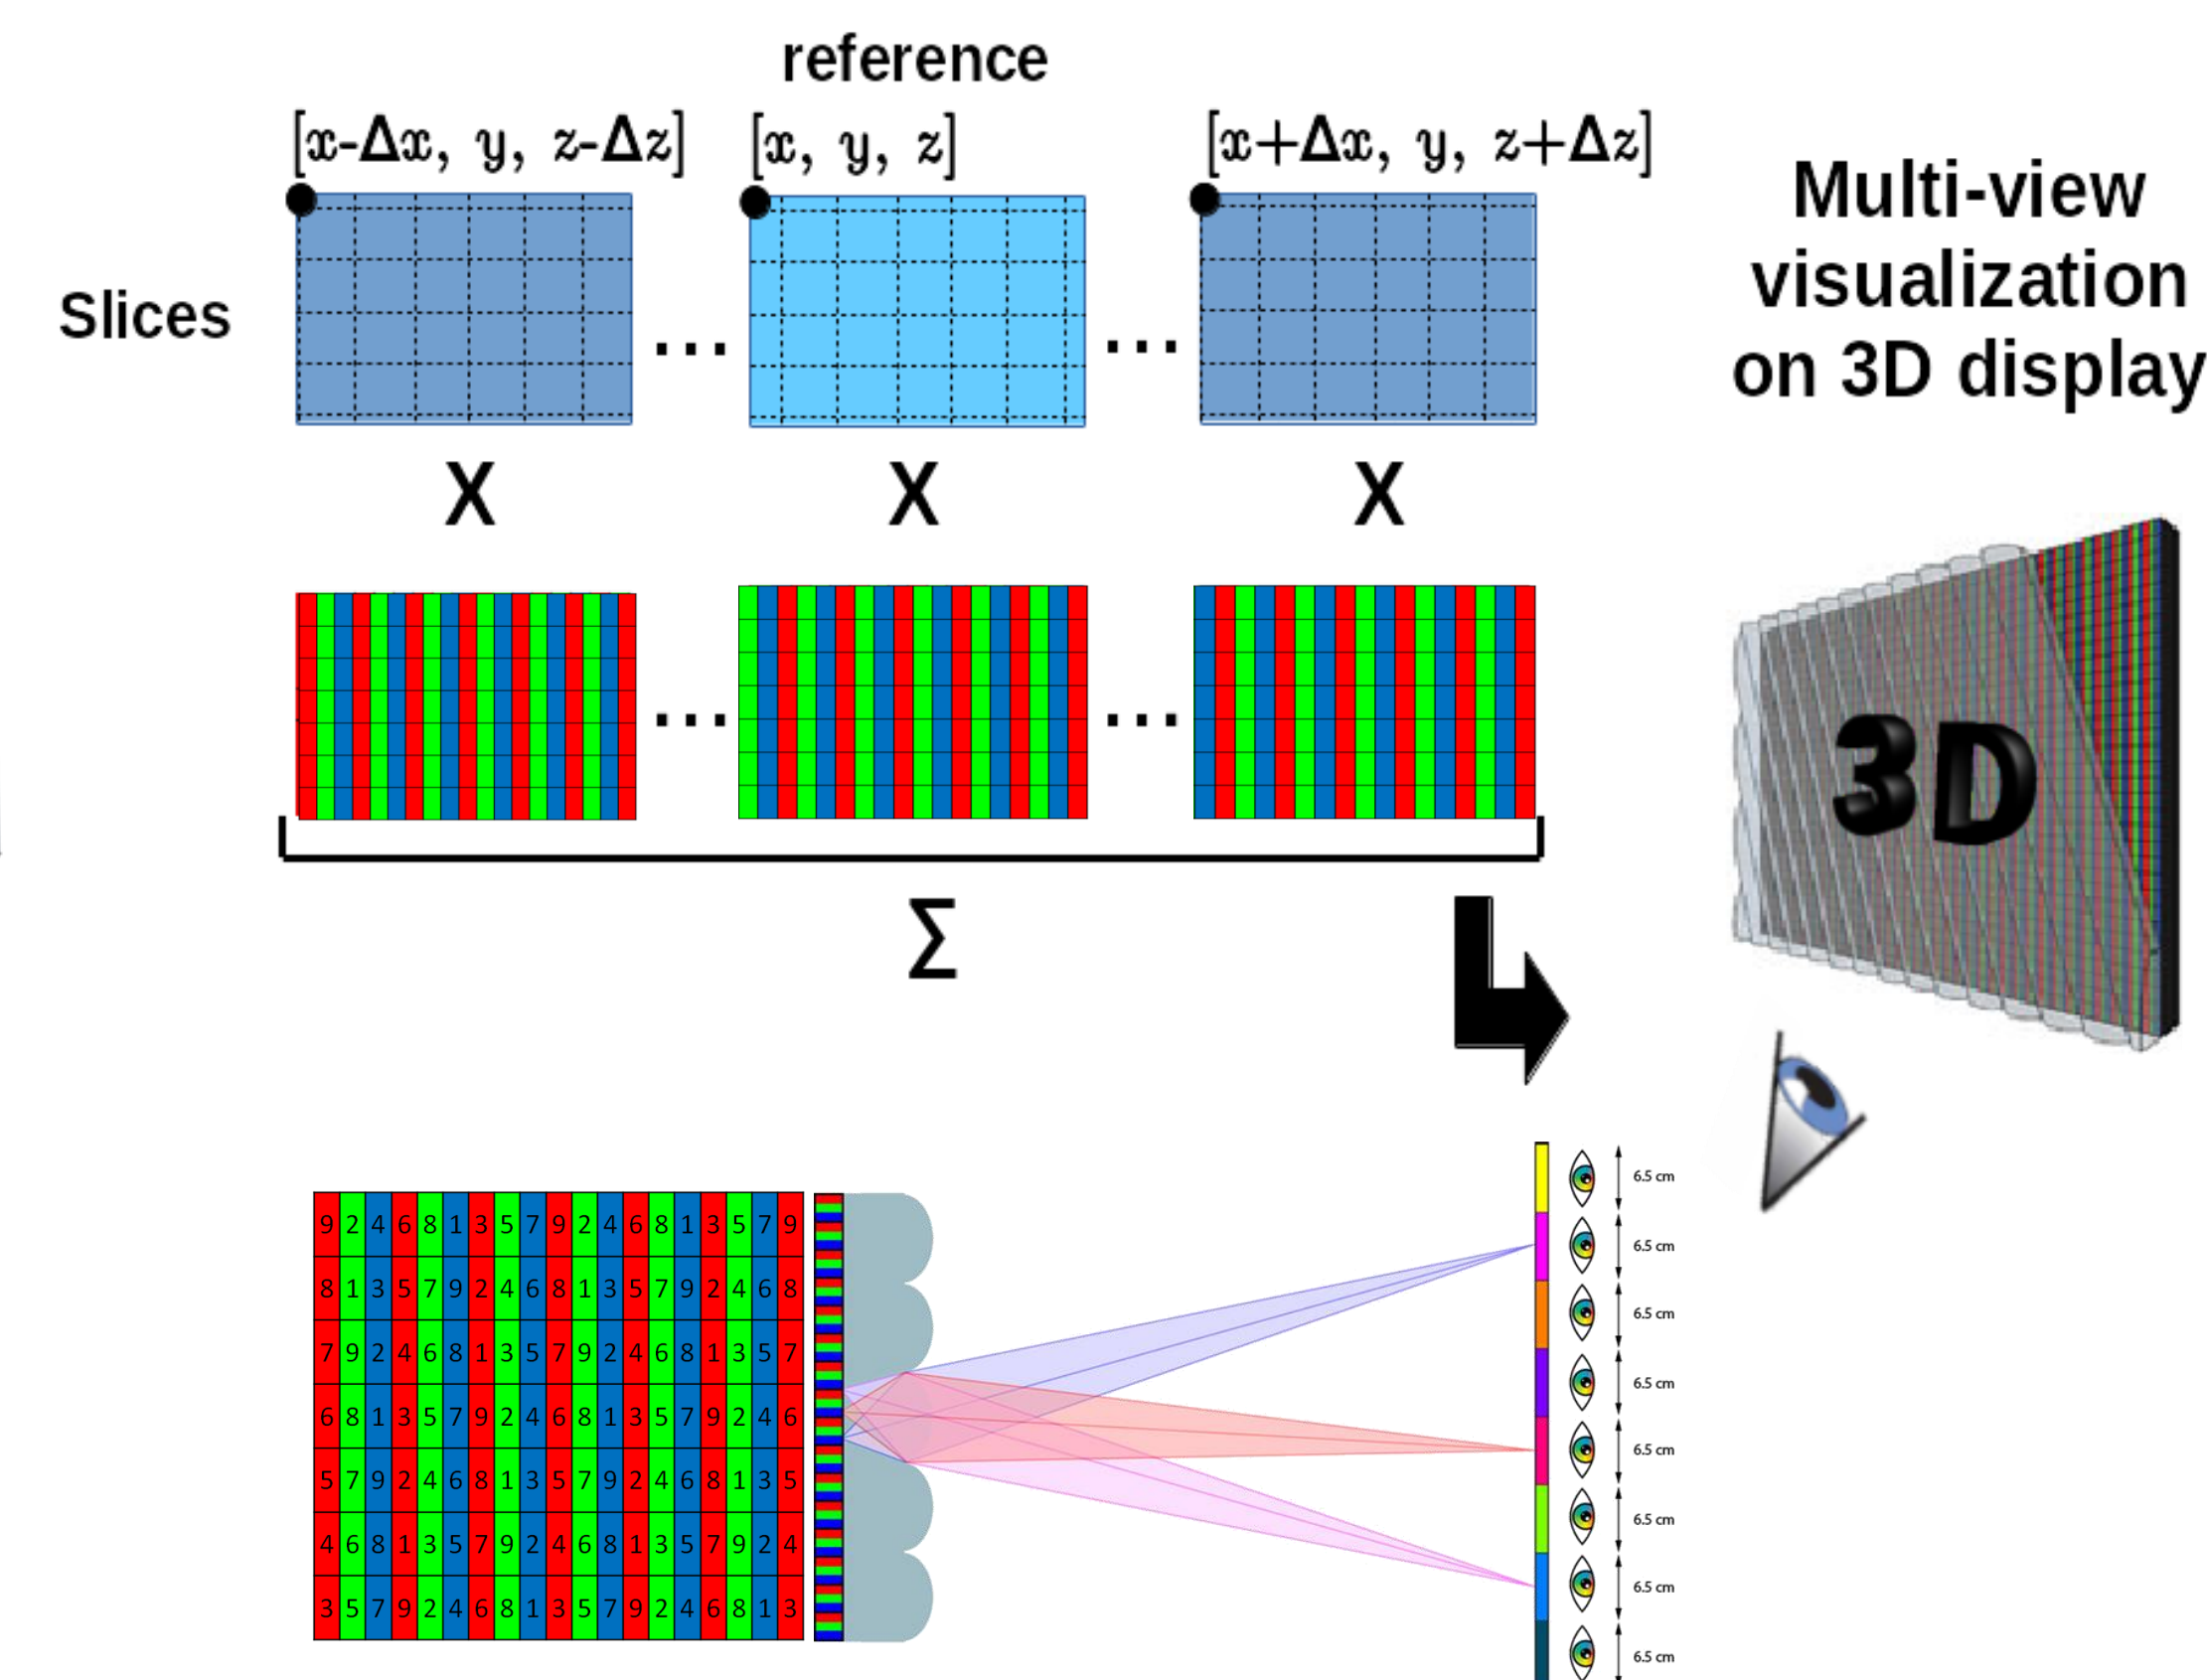 reference
[x-Δx, y, z-Δz] [x, y, z] [x+Δx, y, z+Δz]
Slices
... ...
X X X
... ...
Σ
Multi-view
visualization
on 3D display
3D
9 2 4 6 8 1 3 5 7 9 2 4 6 8 1 3 5 7 9
8 1 3 5 7 9 2 4 6 8 1 3 5 7 9 2 4 6 8
7 9 2 4 6 8 1 3 5 7 9 2 4 6 8 1 3 5 7
6 8 1 3 5 7 9 2 4 6 8 1 3 5 7 9 2 4 6
5 7 9 2 4 6 8 1 3 5 7 9 2 4 6 8 1 3 5
4 6 8 1 3 5 7 9 2 4 6 8 1 3 5 7 9 2 4
3 5 7 9 2 4 6 8 1 3 5 7 9 2 4 6 8 1 3
6.5 cm
6.5 cm
6.5 cm
6.5 cm
6.5 cm
6.5 cm
6.5 cm
6.5 cm